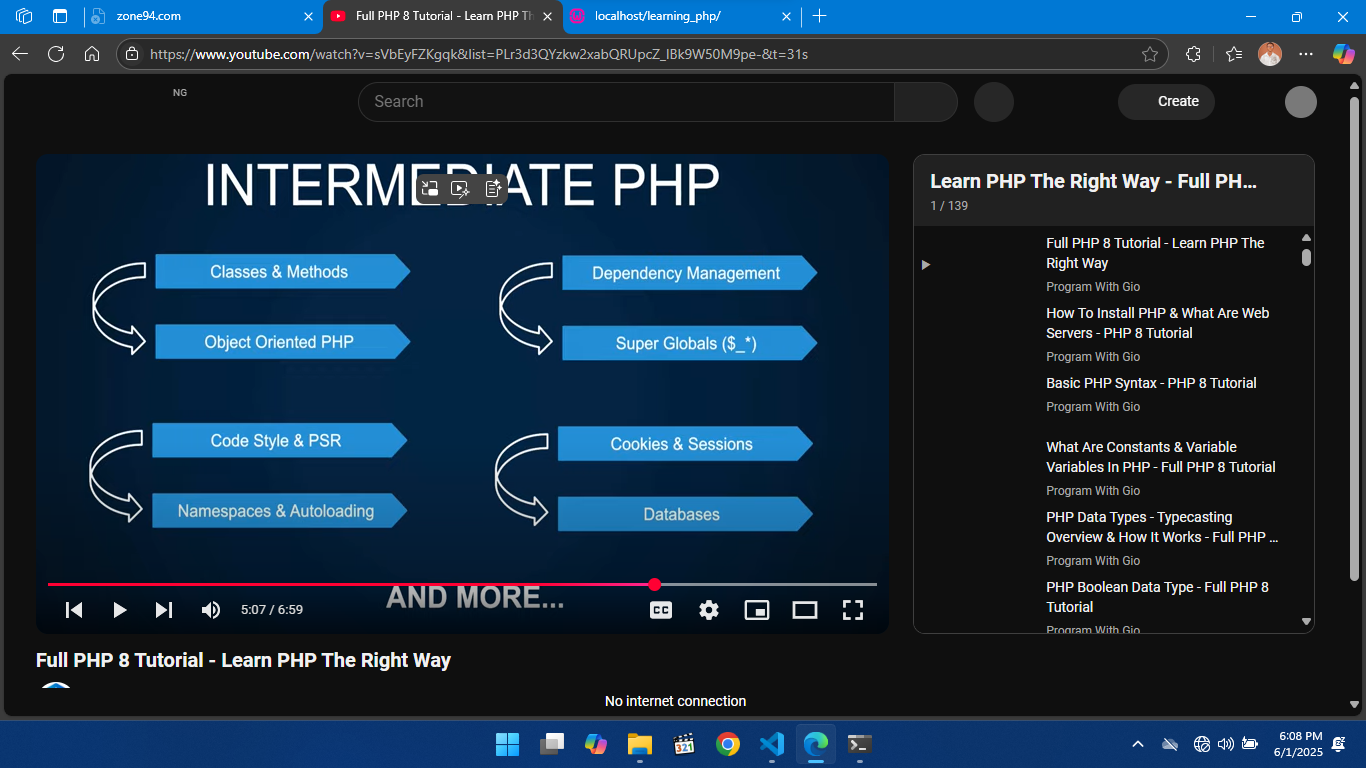 zone94.com
Full PHP 8 Tutorial - Learn PHP Th
localhost/learning_php/
https://www.youtube.com/watch?v=sVbEyFZKgqk&list=PLr3d3QYzkw2xabQRUpcZ_IBk9W50M9pe-&t=31s
NG
Search
Create
INTERMEDIATE PHP
Classes & Methods
Dependency Management
Object Oriented PHP
Super Globals ($_*)
Code Style & PSR
Cookies & Sessions
Namespaces & Autoloading
Databases
AND MORE...
5:07 / 6:59
CC
Learn PHP The Right Way - Full PH...
1 / 139
Full PHP 8 Tutorial - Learn PHP The
Right Way
Program With Gio
How To Install PHP & What Are Web
Servers - PHP 8 Tutorial
Program With Gio
Basic PHP Syntax - PHP 8 Tutorial
Program With Gio
What Are Constants & Variable
Variables In PHP - Full PHP 8 Tutorial
Program With Gio
PHP Data Types - Typecasting
Overview & How It Works - Full PHP ...
Program With Gio
PHP Boolean Data Type - Full PHP 8
Tutorial
Program With Gio
Full PHP 8 Tutorial - Learn PHP The Right Way
No internet connection
321
6:08 PM
6/1/2025